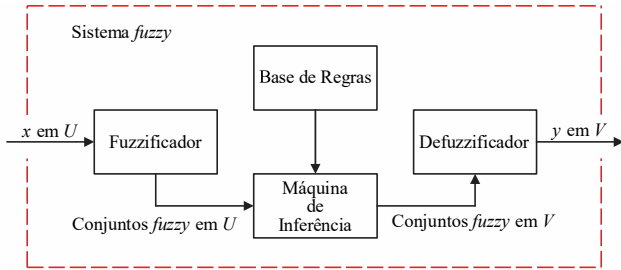 Sistema fuzzy
Base de Regras
x em U
Fuzzificador
Defuzzificador
y em V
Máquina
de
Inferência
Conjuntos fuzzy em U
Conjuntos fuzzy em V